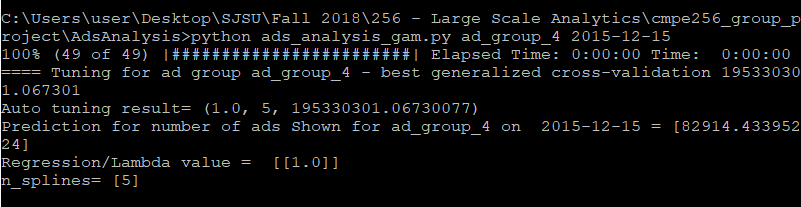 C:\Users\user\Desktop\SJSU\Fall 2018\256 - Large Scale Analytics\cmpe256_group_p
roject\AdsAnalysis>python ads_analysis_gam.py ad_group_4 2015-12-15
100% (49 of 49) |########################| Elapsed Time: 0:00:00 Time:  0:00:00
==== Tuning for ad group ad_group_4 - best generalized cross-validation 19533030
1.067301
Auto tuning result= (1.0, 5, 195330301.06730077)
Prediction for number of ads Shown for ad_group_4 on  2015-12-15 = [82914.433952
24]
Regression/Lambda value =  [[1.0]]
n_splines= [5]